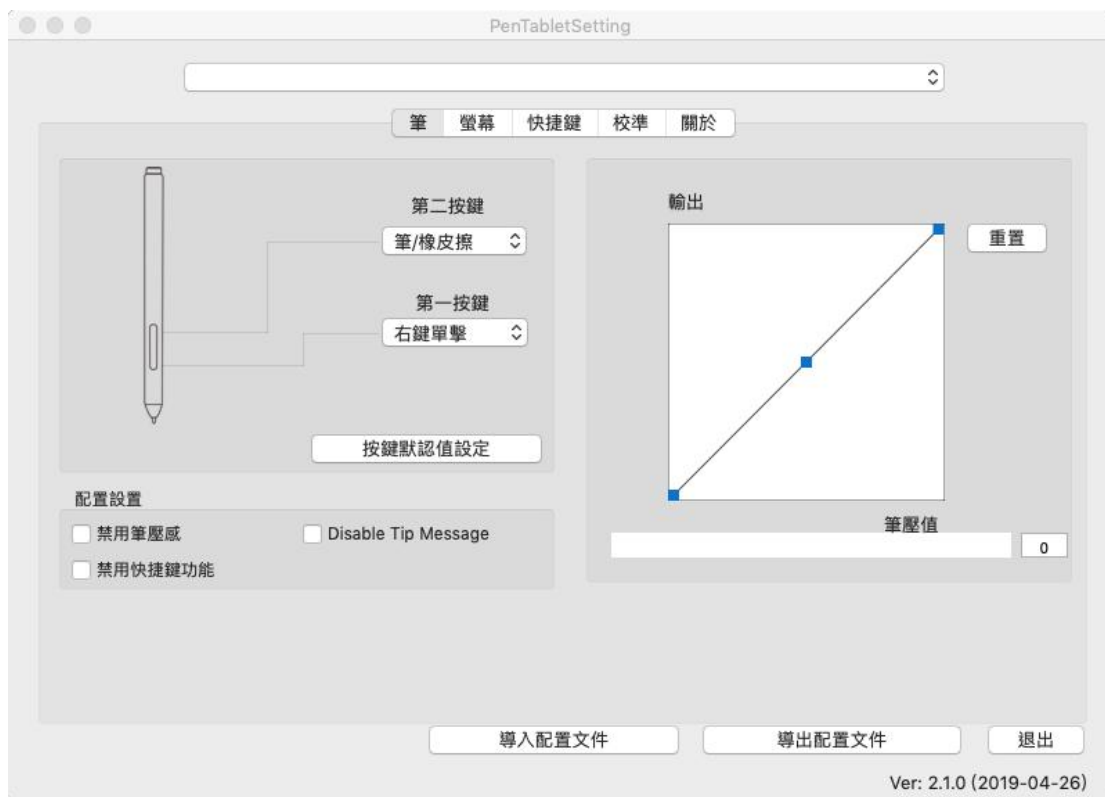 PenTabletSetting
筆 螢幕 快捷鍵 校準 關於
第二按鍵
筆/橡皮擦
第一按鍵
右鍵單擊
按鍵默認值設定
配置設置
禁用筆壓感 Disable Tip Message
禁用快捷鍵功能
輸出
重置
筆壓值
0
導入配置文件 導出配置文件 退出
Ver: 2.1.0 (2019-04-26)